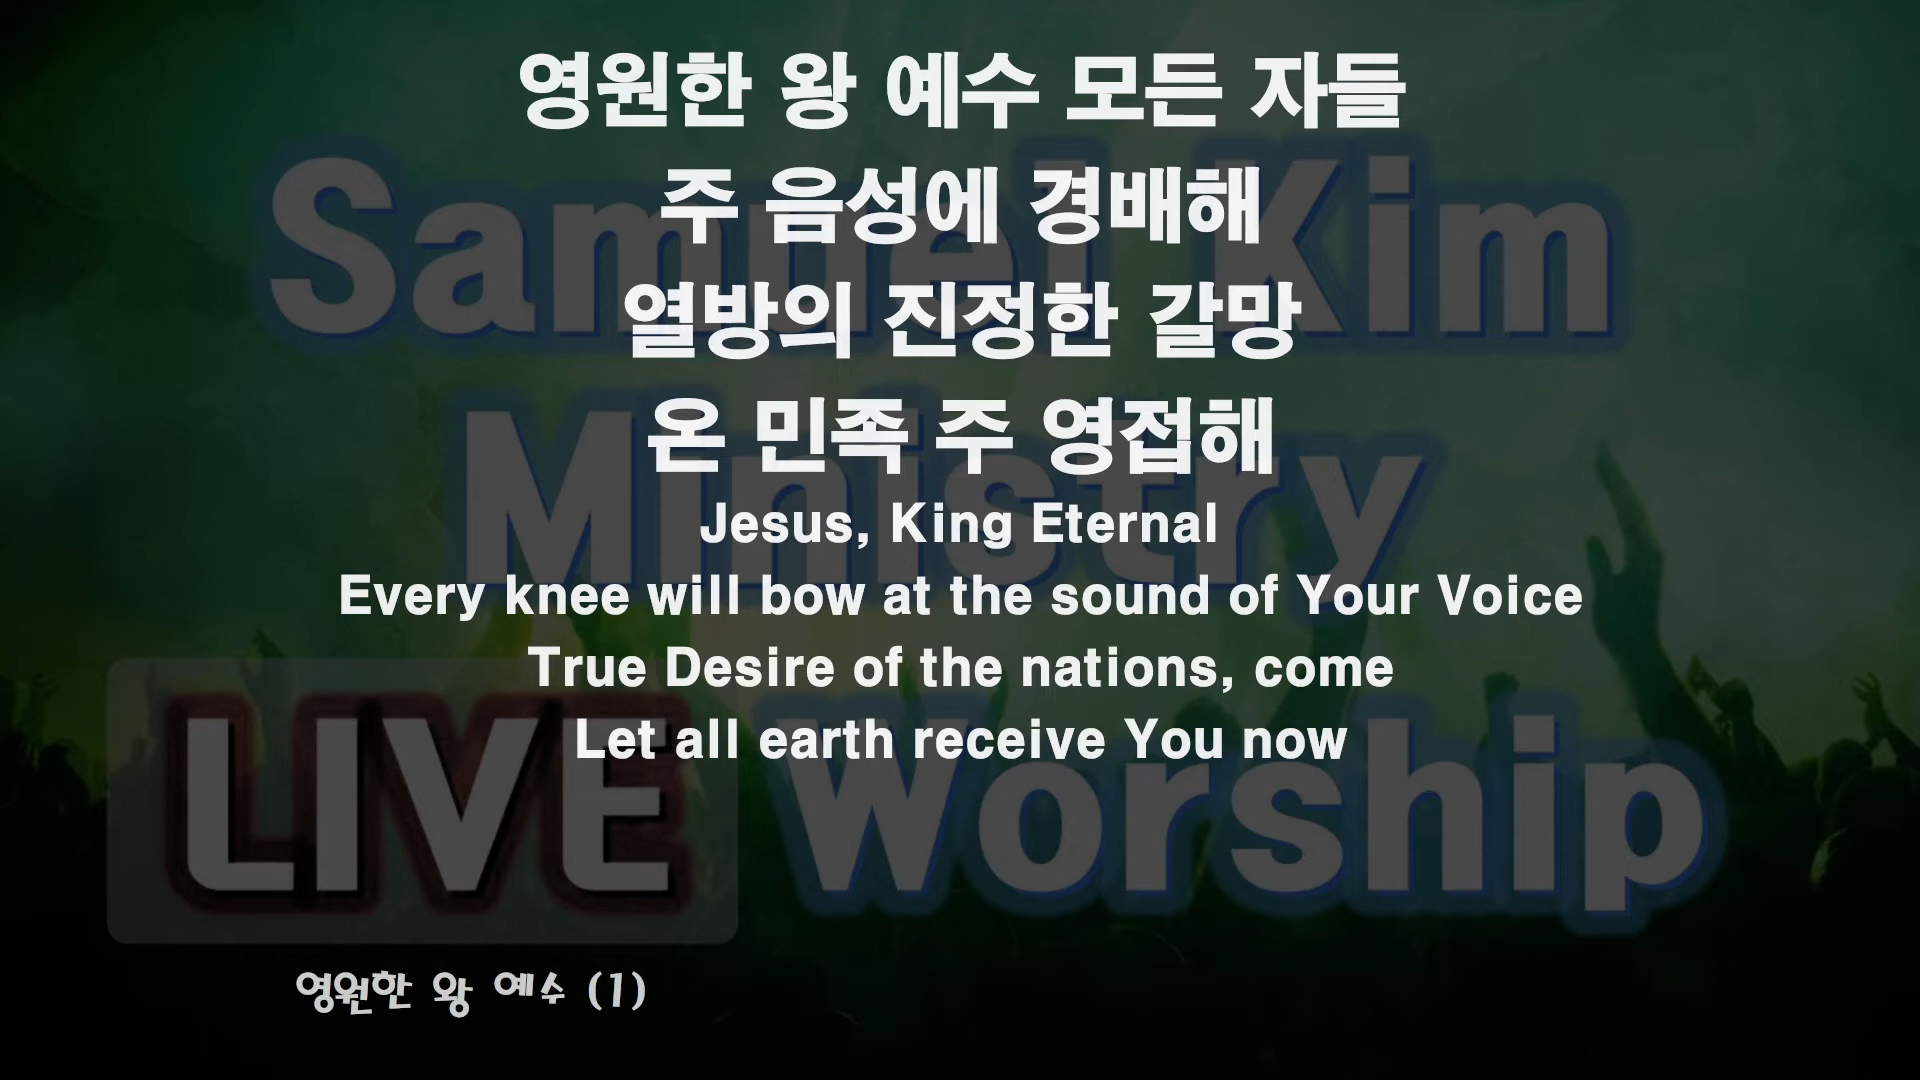 영원한 왕 예수 모든 자들
주 음성에 경배해
열방의 진정한 갈망
온 민족 주 영접해
Jesus, King Eternal
Every knee will bow at the sound of Your Voice
True Desire of the nations, come
Let all earth receive You now
Samuel Kim
Ministry
LIVE Worship
영원한 왕 예수 (1)